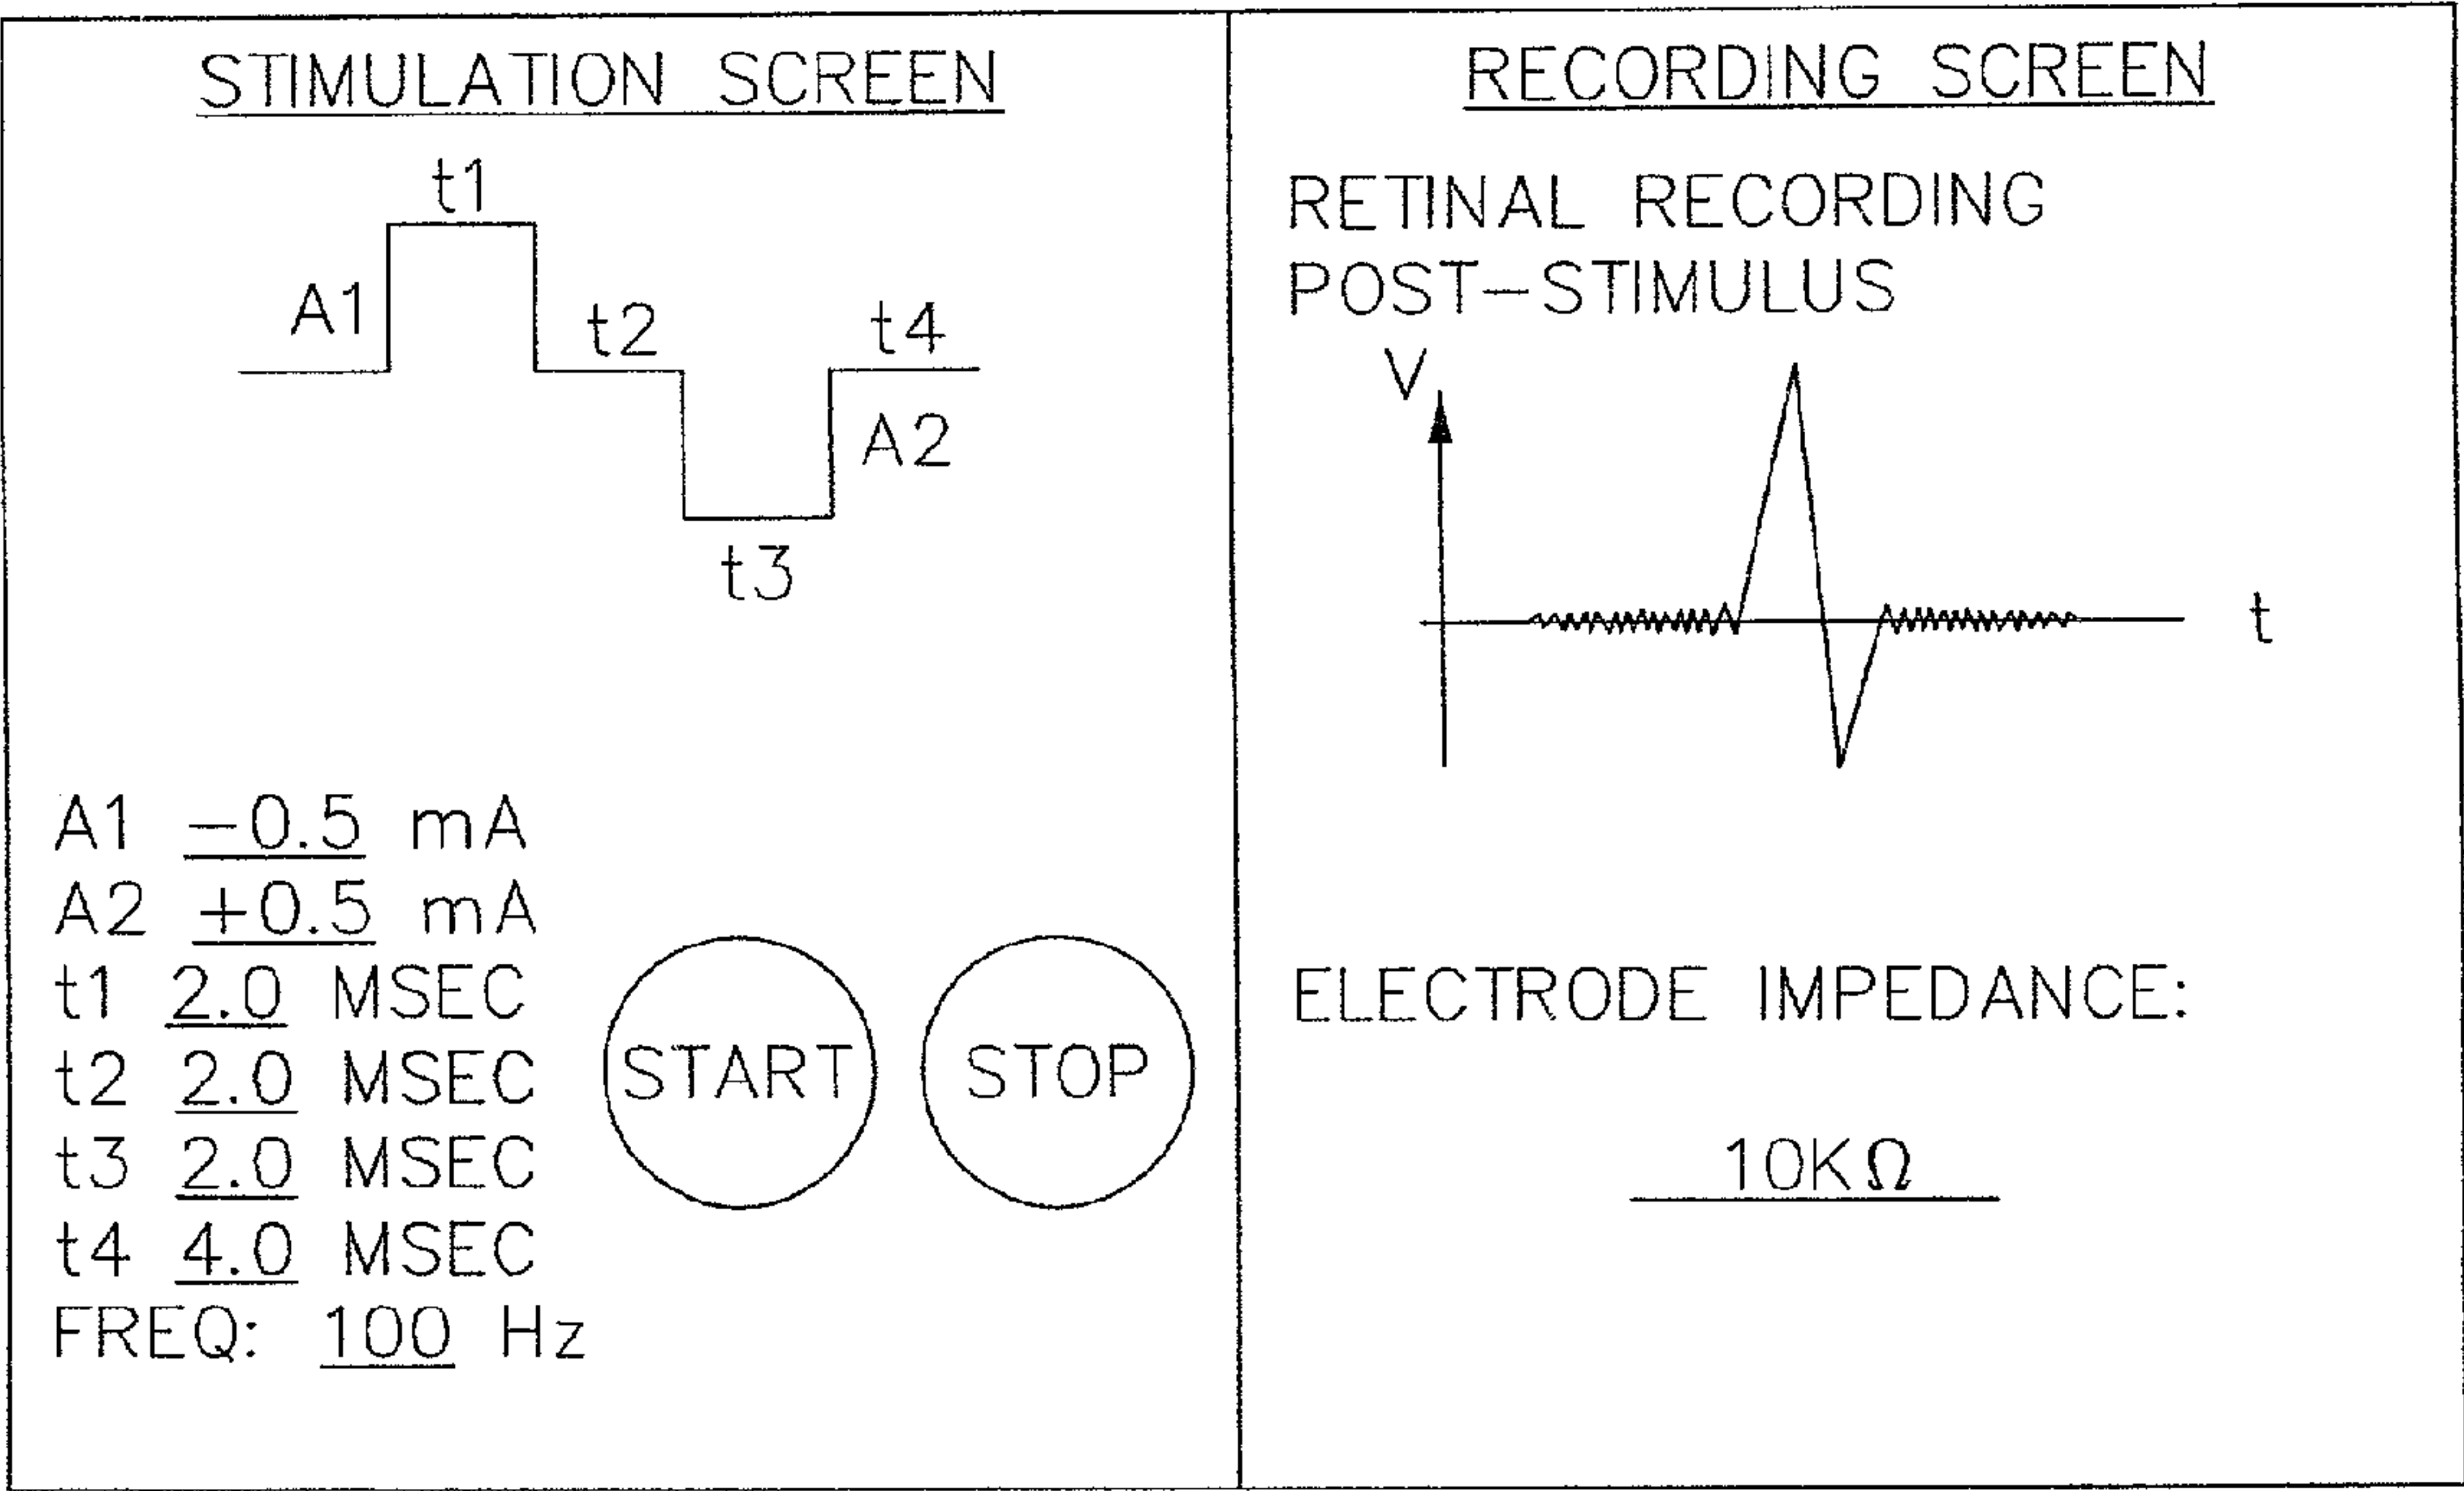 STIMULATION SCREEN
t1
A1
t2
t4
A2
t3
A1 −0.5 mA
A2 +0.5 mA
t1 2.0 MSEC
t2 2.0 MSEC
t3 2.0 MSEC
t4 4.0 MSEC
FREQ: 100 Hz
START
STOP
RECORDING SCREEN
RETINAL RECORDING
POST−STIMULUS
V
t
ELECTRODE IMPEDANCE:
10KΩ